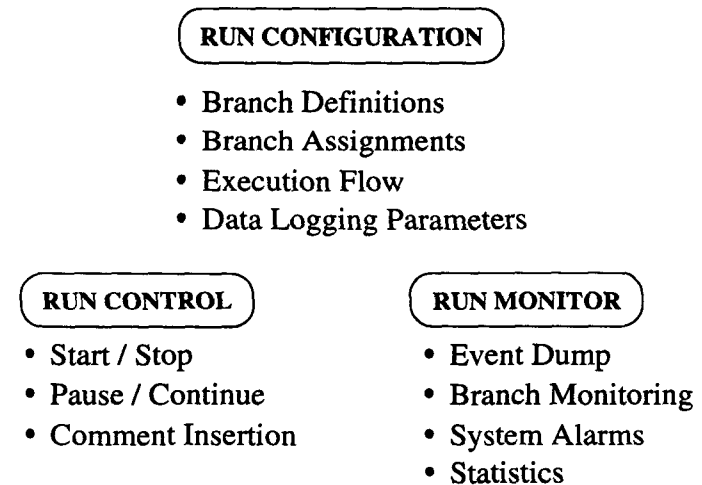 RUN CONFIGURATION
• Branch Definitions
• Branch Assignments
• Execution Flow
• Data Logging Parameters
RUN CONTROL
• Start / Stop
• Pause / Continue
• Comment Insertion
RUN MONITOR
• Event Dump
• Branch Monitoring
• System Alarms
• Statistics